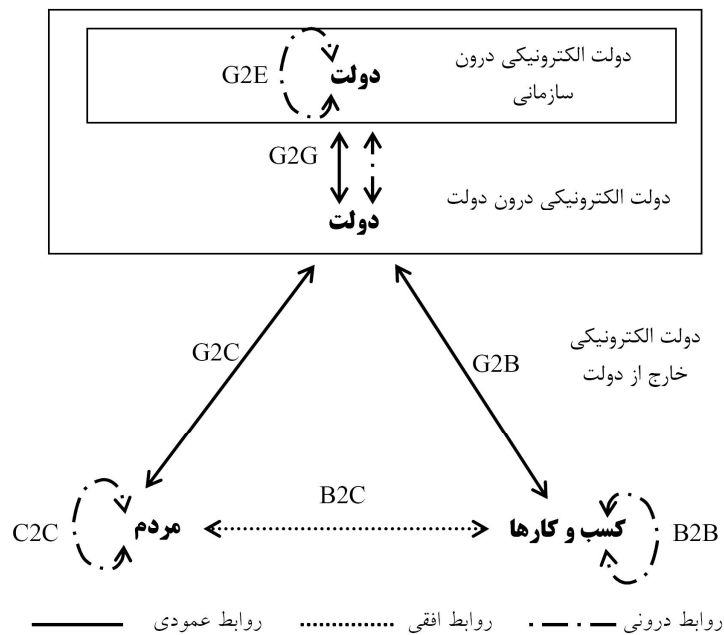 دولت الکترونیکی درون
سازمانی
دولت
G2E
G2G
دولت الکترونیکی درون دولت
دولت
دولت الکترونیکی
خارج از دولت
G2C
G2B
B2C
C2C
مردم
کسب و کارها
B2B
روابط درونی
روابط افقی
روابط عمودی